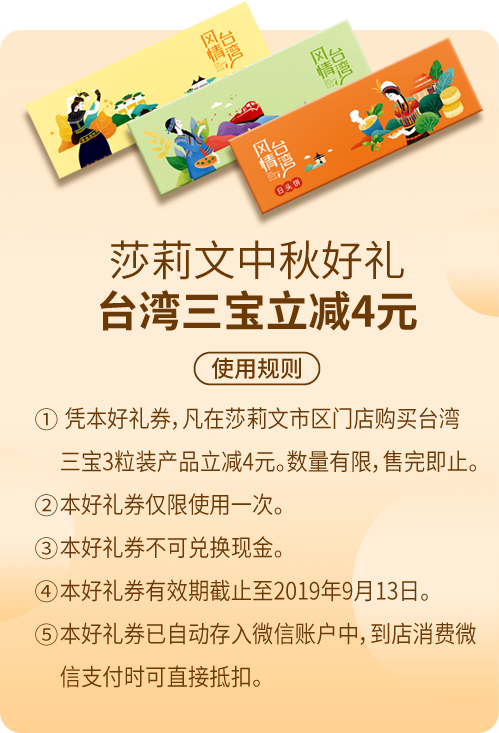 台湾风情
台湾风情
台湾风情
日头饼
莎莉文中秋好礼
台湾三宝立减4元
使用规则
① 凭本好礼券，凡在莎莉文市区门店购买台湾
三宝3粒装产品立减4元。数量有限，售完即止。
②本好礼券仅限使用一次。
③本好礼券不可兑换现金。
④本好礼券有效期截止至2019年9月13日。
⑤本好礼券已自动存入微信账户中，到店消费微
信支付时可直接抵扣。